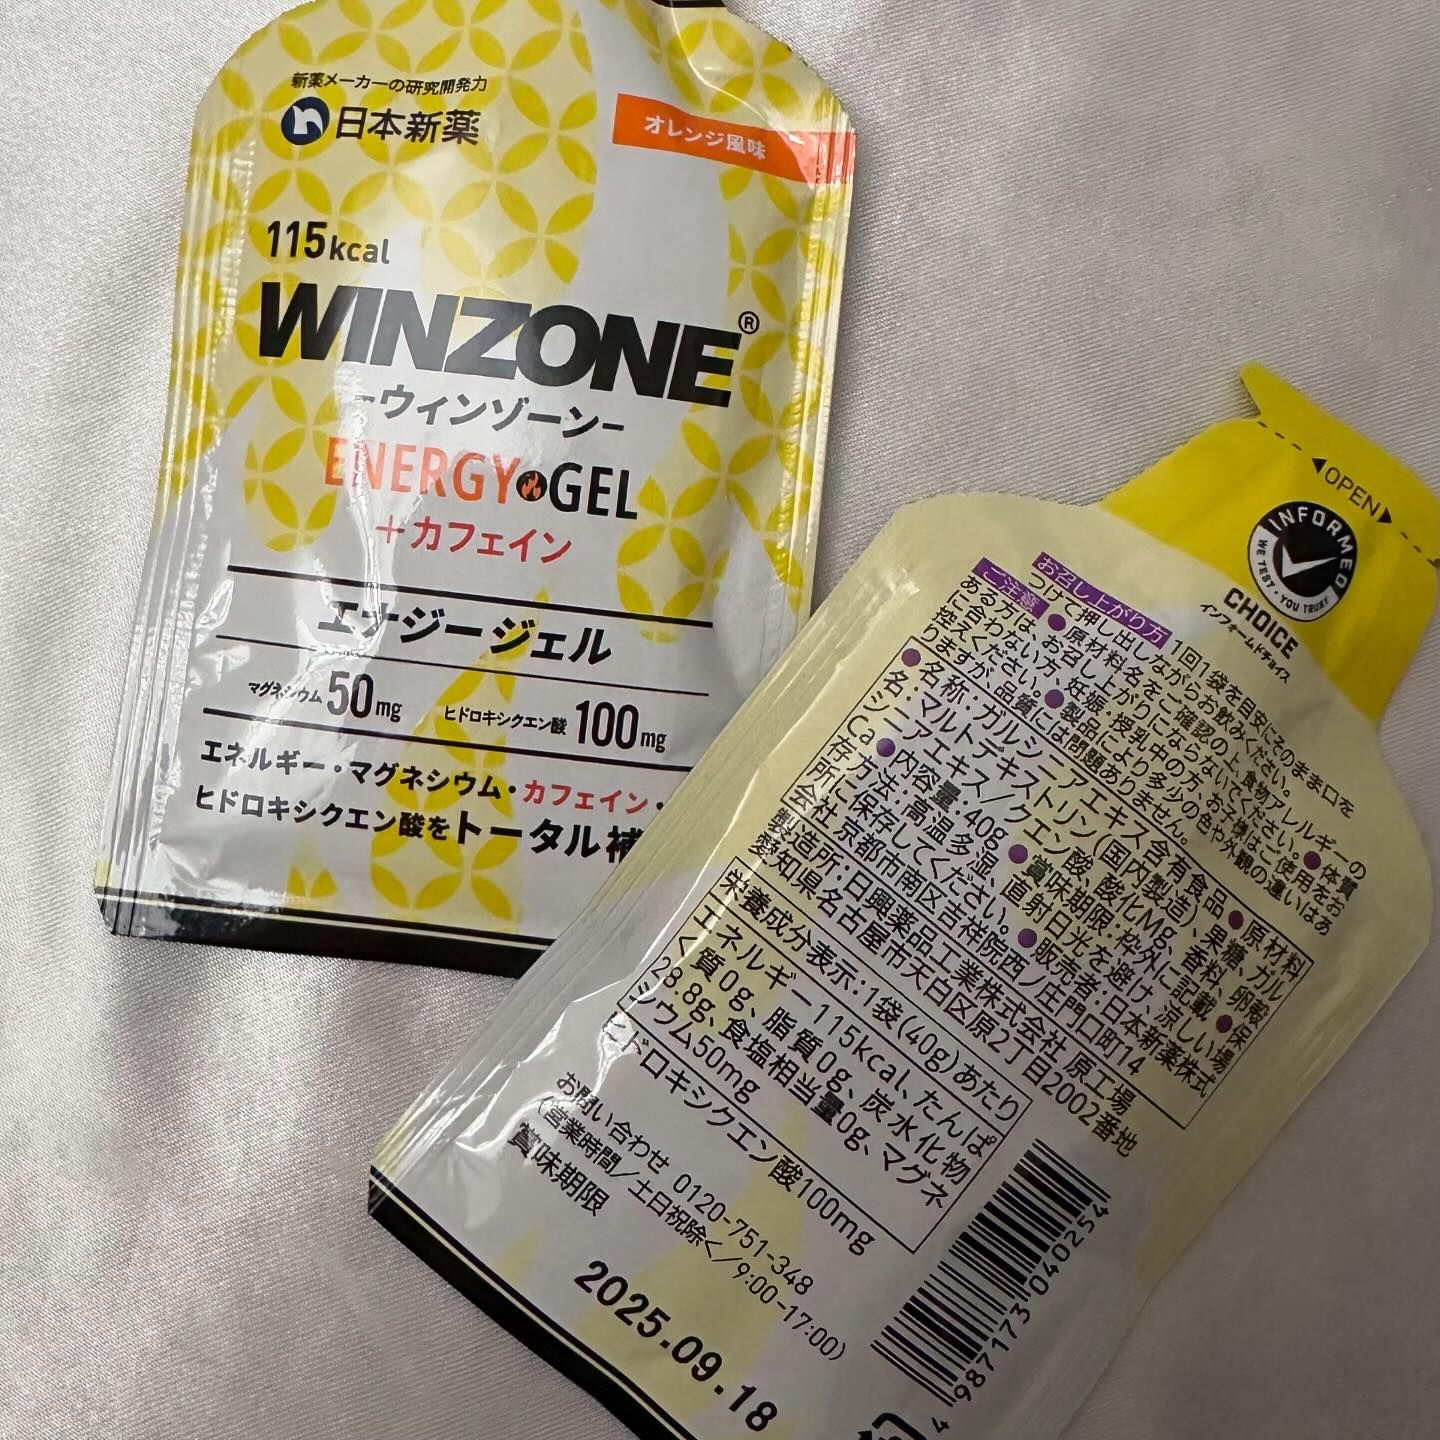 新薬メーカーの研究開発力
日本新薬
オレンジ風味
115kcal
WINZONE®
-ウィンゾーン-
ENERGY GEL
+カフェイン
エナジージェル
マグネシウム50mg ヒドロキシクエン酸100mg
エネルギー・マグネシウム・カフェイン・
ヒドロキシクエン酸をトータル補
◀OPEN▶
INFORMED
WE TEST・YOU TRUST
CHOICE
インフォームドチョイス
お召し上がり方 1回1袋を目安にそのまま口を
つけて押し出しながらお飲みください。
ご注意 ●原材料名をご確認の上、食物アレルギーの
ある方は、お召し上がりにならないでください。●体質
に合わない方、妊娠・授乳中の方、お子様はご使用をお
控えください。●製品により多少の色や外観の違いはあ
りますが、品質には問題ありません。
●名称:ガルシニアエキス含有食品 ●原材料
名:マルトデキストリン(国内製造)、果糖、ガル
シニアエキス/クエン酸、酸化Mg、香料、卵殻
Ca ●内容量:40g ●賞味期限:枠外に記載 ●保
存方法:高温多湿、直射日光を避け、涼しい場
所に保存してください。●販売者:日本新薬株式
会社 京都市南区吉祥院西ノ庄門口町14
製造所:日興薬品工業株式会社 原工場
愛知県名古屋市天白区原2丁目2002番地
栄養成分表示:1袋(40g)あたり
エネルギー115kcal、たんぱ
く質0g、脂質0g、炭水化物
28.8g、食塩相当量0g、マグネ
シウム50mg
ヒドロキシクエン酸100mg
お問い合わせ 0120-751-348
(営業時間/土日祝除く/9:00-17:00)
賞味期限
2025.09.18
4987173040254